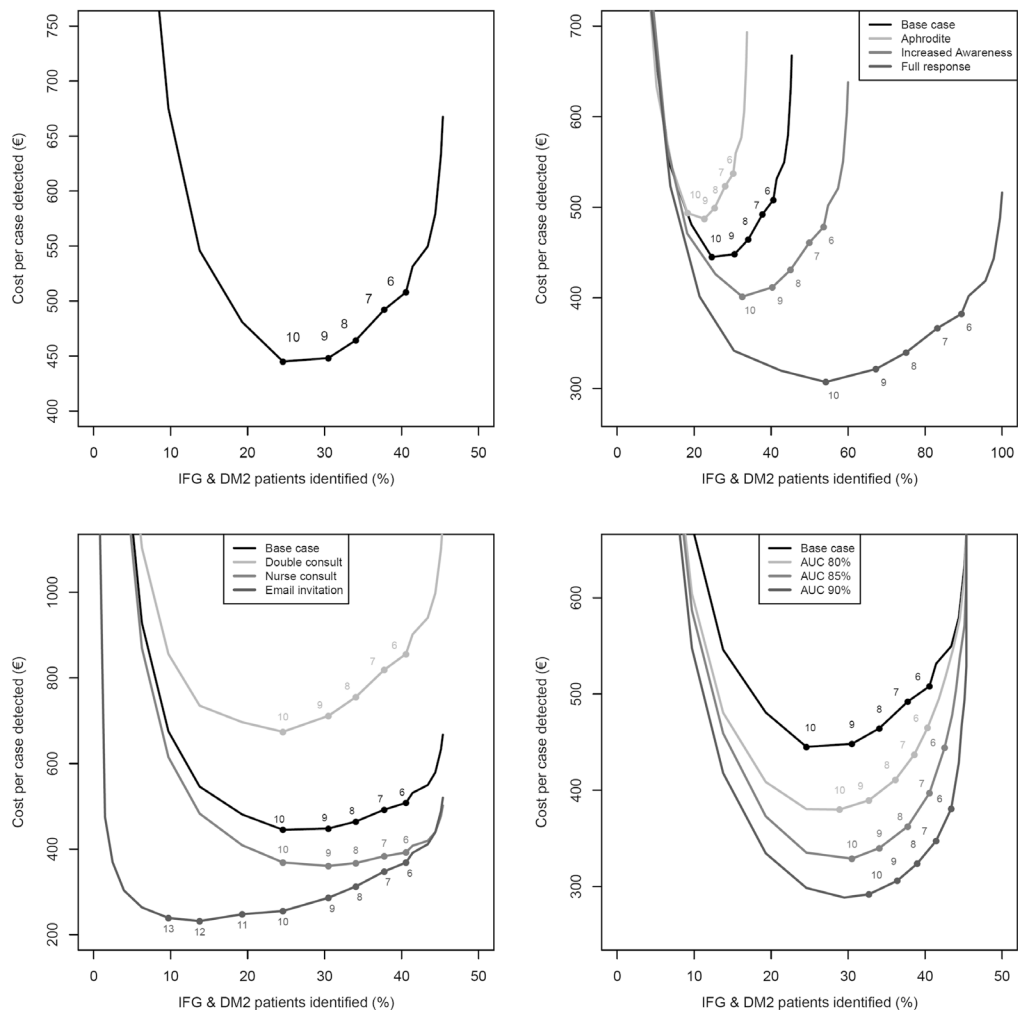 Cost per case detected (€)
750
700
650
600
550
500
450
400
10
9
8
7
6
0 10 20 30 40 50
IFG & DM2 patients identified (%)
Cost per case detected (€)
700
600
500
400
300
Base case
Aphrodite
Increased Awareness
Full response
10 9 8 7 6
10 9 8 7 6
10 9 8 7 6
10 9 8 7 6
0 20 40 60 80 100
IFG & DM2 patients identified (%)
Cost per case detected (€)
1000
800
600
400
200
Base case
Double consult
Nurse consult
Email invitation
10 9 8 7 6
10 9 8 7 6
10 9 8 7 6
13 12 11 10 9 8 7 6
0 10 20 30 40 50
IFG & DM2 patients identified (%)
Cost per case detected (€)
600
500
400
300
Base case
AUC 80%
AUC 85%
AUC 90%
10 9 8 7 6
10 9 8 7 6
10 9 8 7 6
10 9 8 7 6
0 10 20 30 40 50
IFG & DM2 patients identified (%)